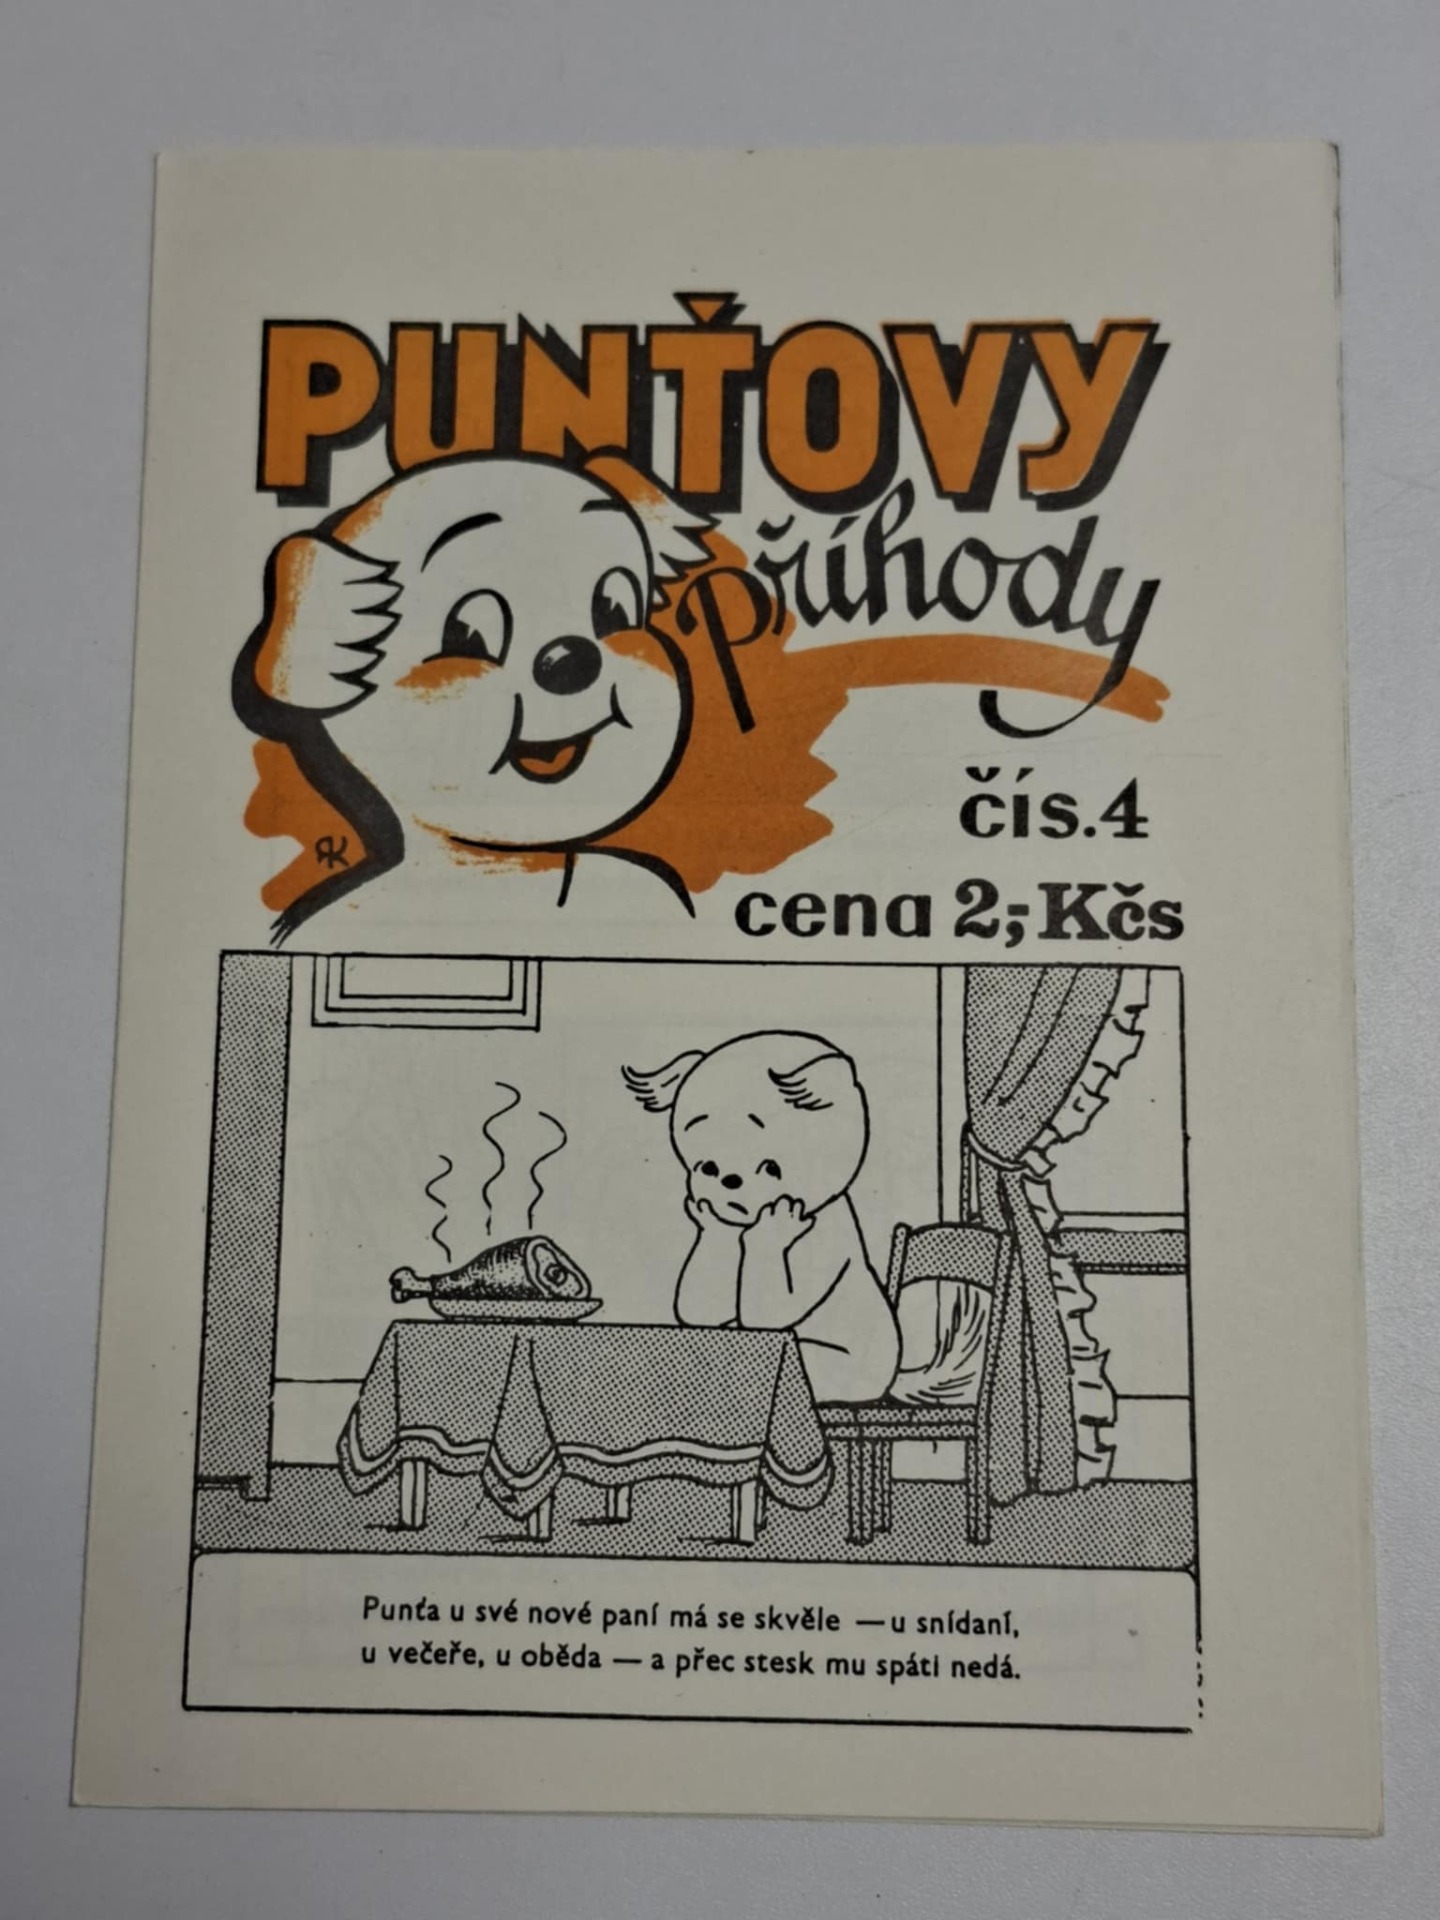 PUNŤOVY
Příhody
čís.4
cena 2,- Kčs
Punťa u své nové paní má se skvěle — u snídaní,
u večeře, u oběda — a přec stesk mu spáti nedá.